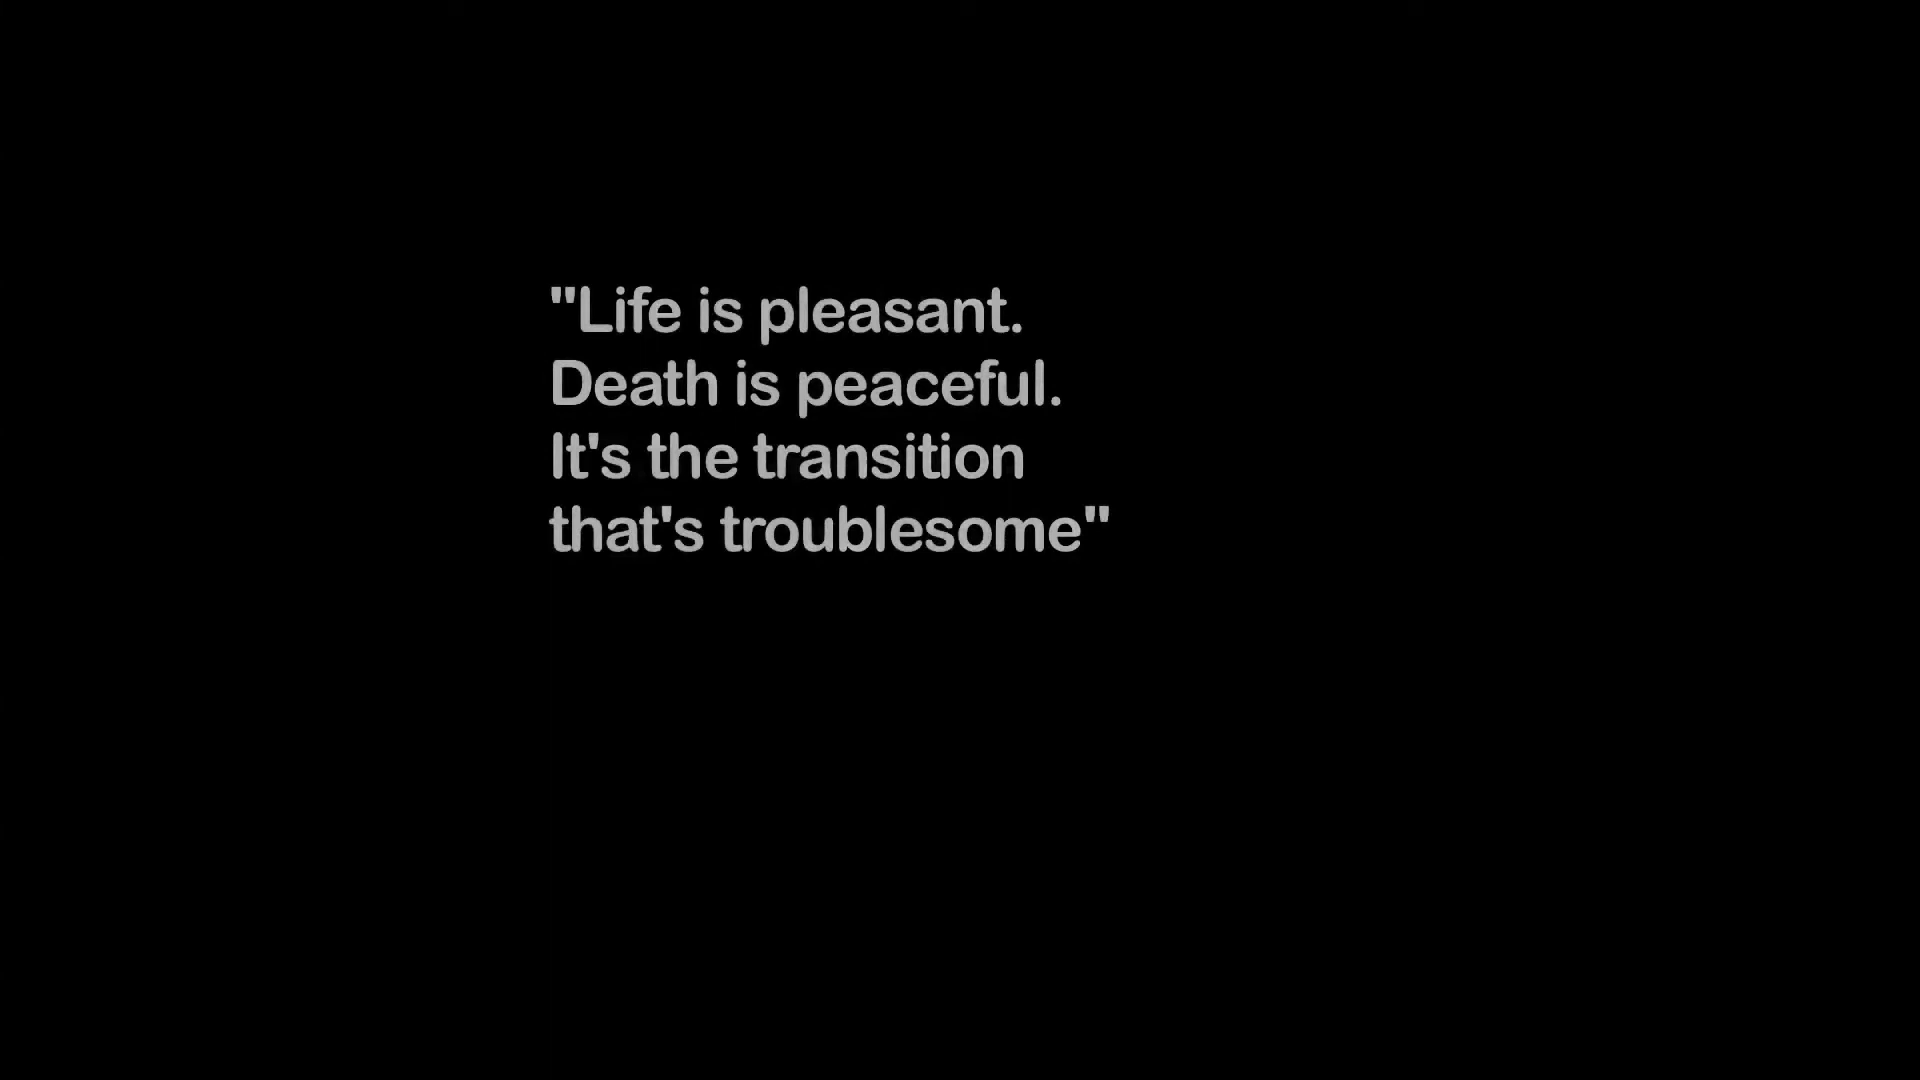 "Life is pleasant.
Death is peaceful.
It's the transition
that's troublesome"